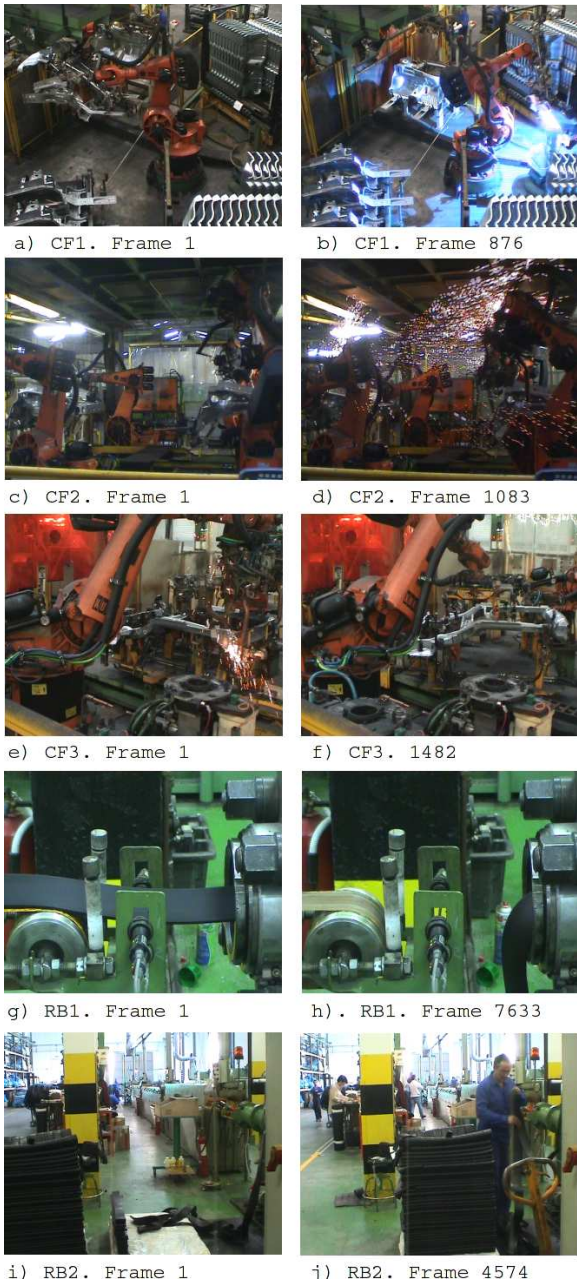 a) CF1. Frame 1
b) CF1. Frame 876
c) CF2. Frame 1
d) CF2. Frame 1083
e) CF3. Frame 1
f) CF3. 1482
g) RB1. Frame 1
h). RB1. Frame 7633
i) RB2. Frame 1
j) RB2. Frame 4574